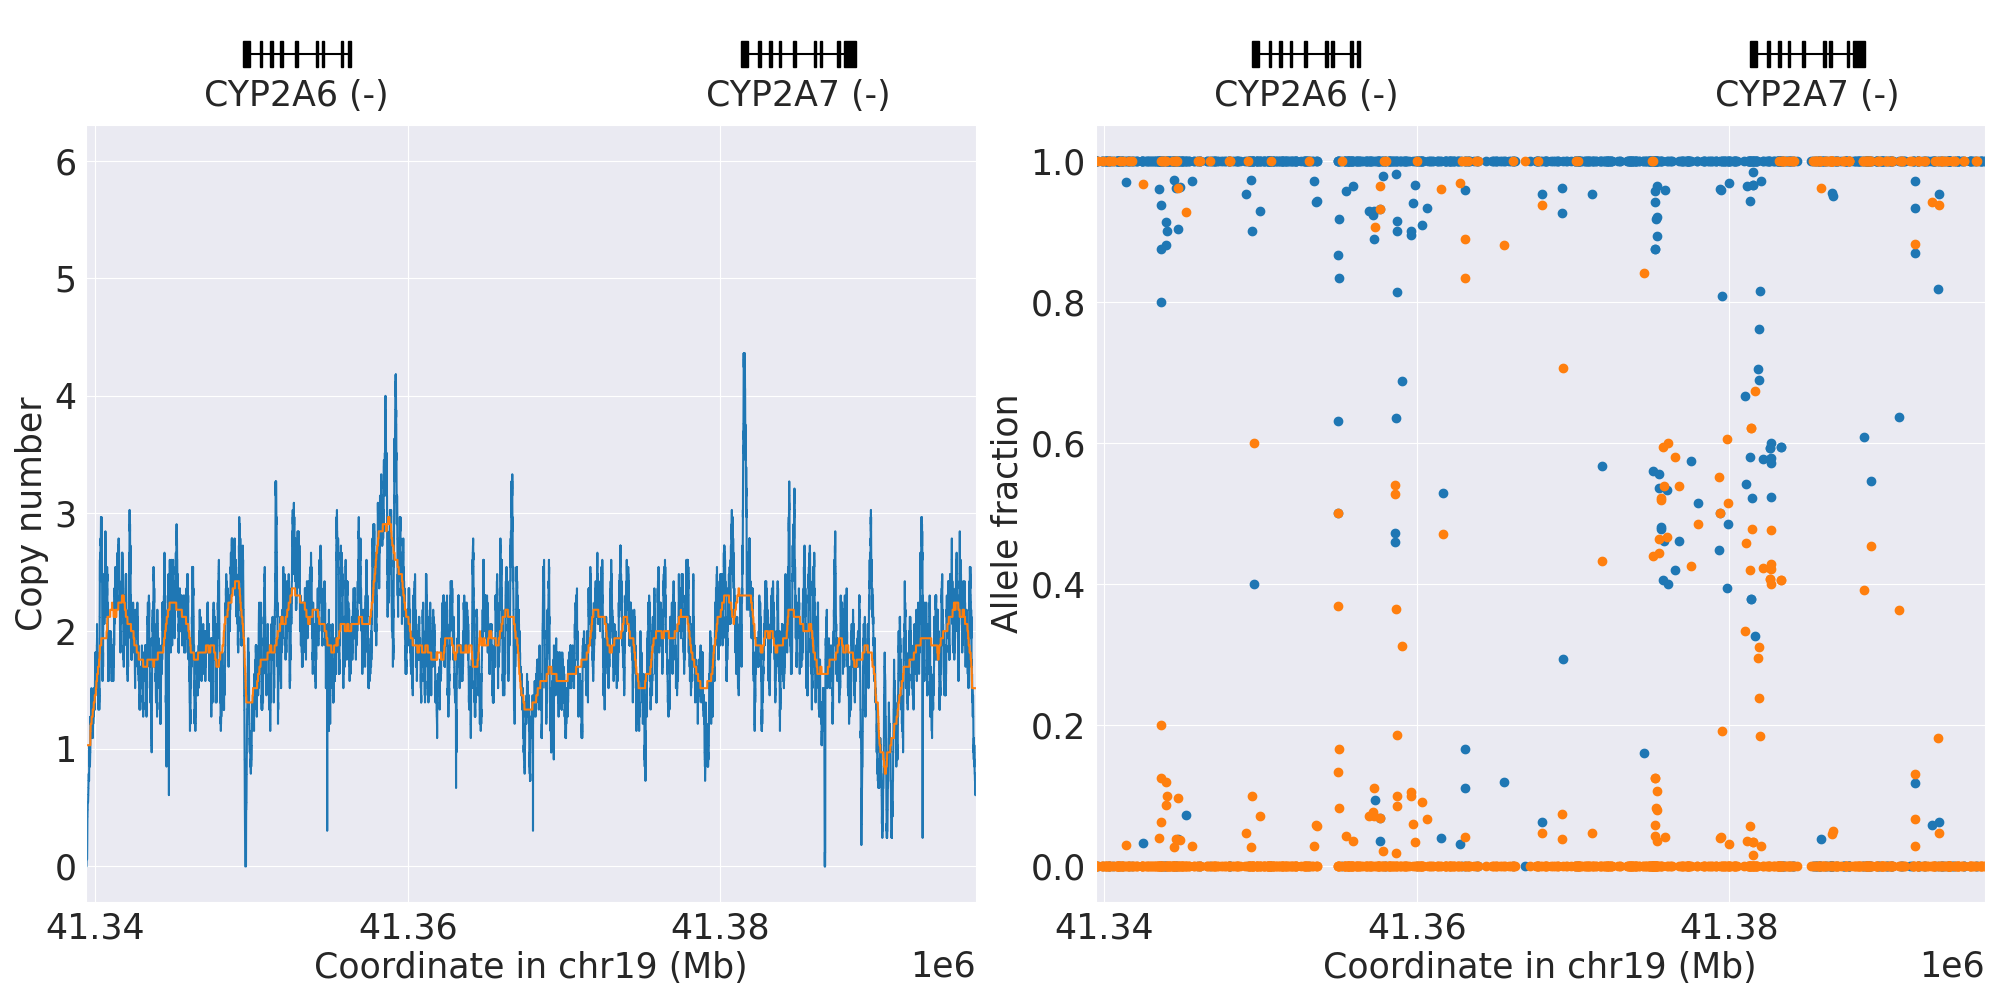 CYP2A6 (-)
CYP2A7 (-)
Copy number
6
5
4
3
2
1
0
41.34
41.36
41.38
Coordinate in chr19 (Mb)
1e6
CYP2A6 (-)
CYP2A7 (-)
Allele fraction
1.0
0.8
0.6
0.4
0.2
0.0
41.34
41.36
41.38
Coordinate in chr19 (Mb)
1e6